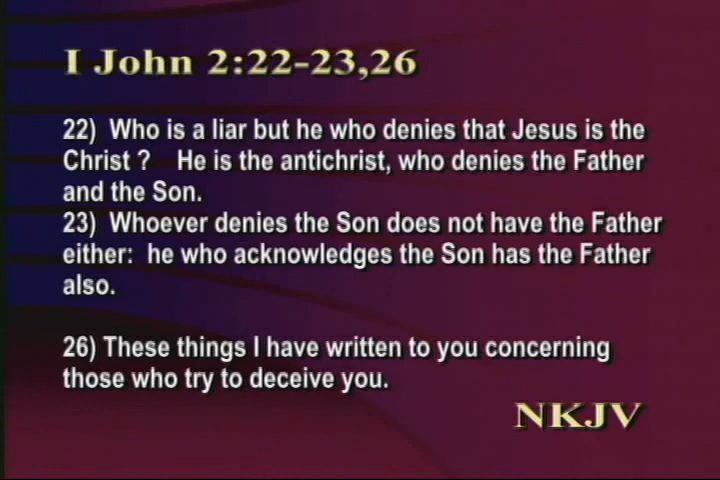 I John 2:22-23,26
22) Who is a liar but he who denies that Jesus is the
Christ ? He is the antichrist, who denies the Father
and the Son.
23) Whoever denies the Son does not have the Father
either: he who acknowledges the Son has the Father
also.
26) These things I have written to you concerning
those who try to deceive you.
NKJV